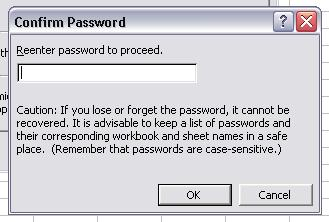 Confirm Password
Reenter password to proceed.
Caution: If you lose or forget the password, it cannot be
recovered. It is advisable to keep a list of passwords and
their corresponding workbook and sheet names in a safe
place.  (Remember that passwords are case-sensitive.)
OK
Cancel